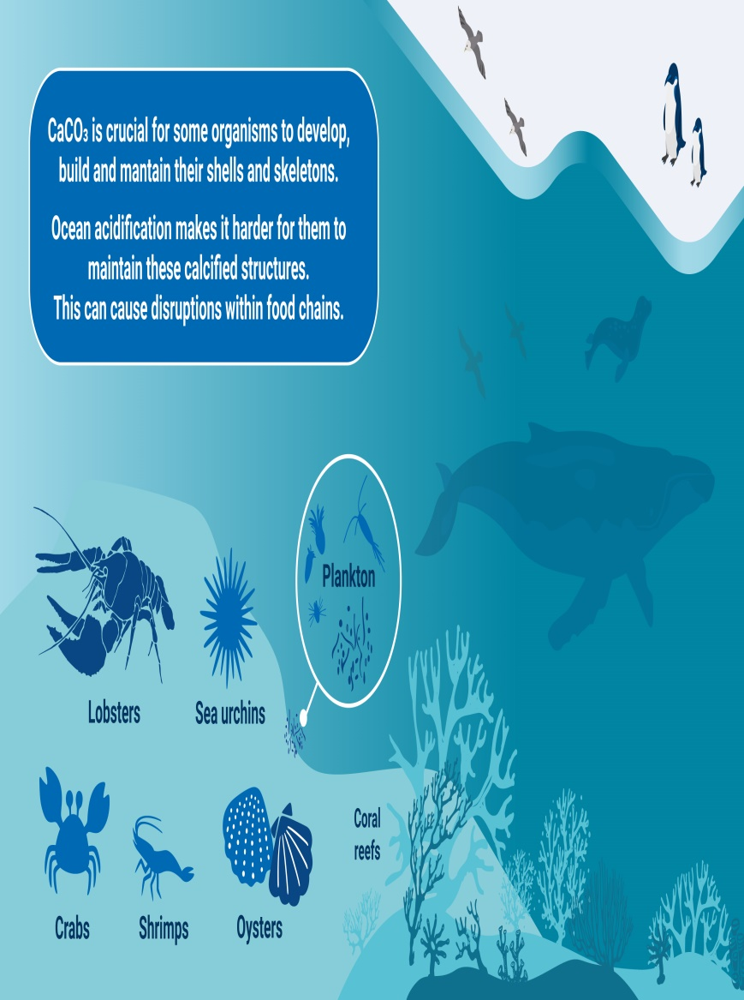 CaCO₃ is crucial for some organisms to develop,
build and mantain their shells and skeletons.
Ocean acidification makes it harder for them to
maintain these calcified structures.
This can cause disruptions within food chains.
Plankton
Lobsters
Sea urchins
Coral
reefs
Crabs
Shrimps
Oysters